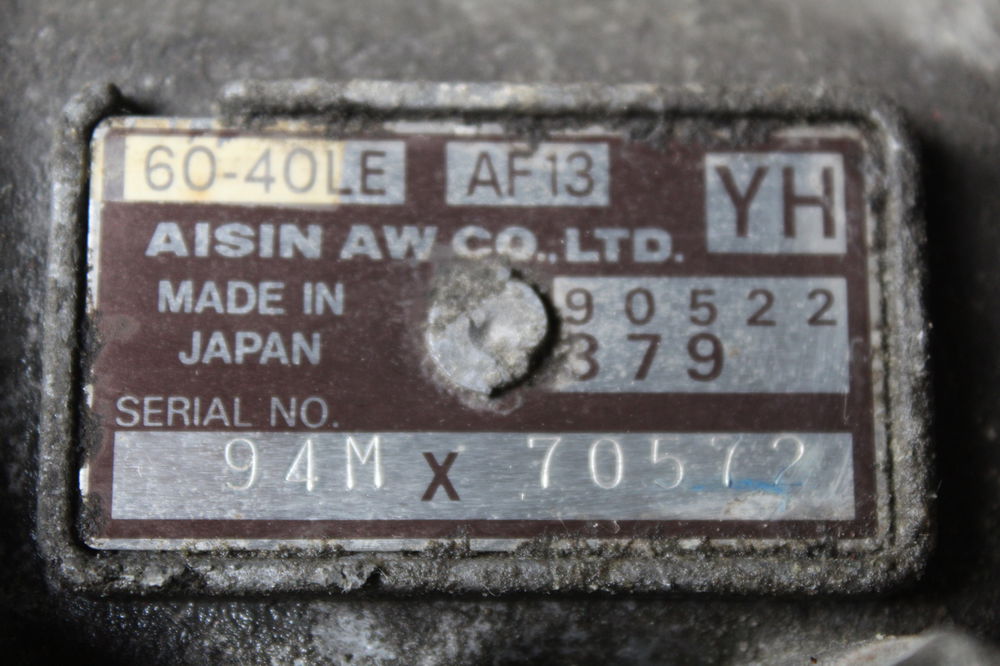 60-40LE AF13 YH
AISIN AW CO.,LTD.
MADE IN
JAPAN
90522
379
SERIAL NO.
94M X 70572